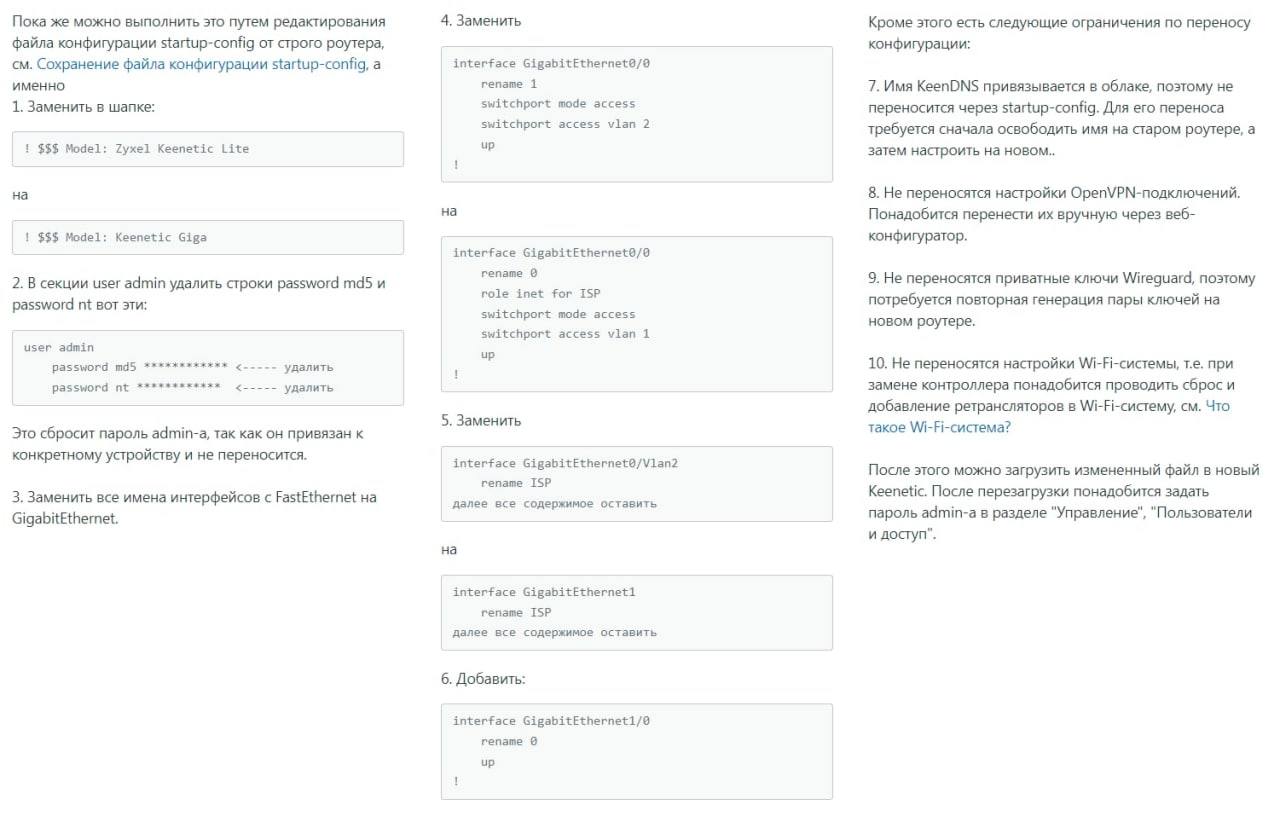 Пока же можно выполнить это путем редактирования
файла конфигурации startup-config от строго роутера,
см. Сохранение файла конфигурации startup-config, а
именно
1. Заменить в шапке:
! $$$ Model: Zyxel Keenetic Lite
на
! $$$ Model: Keenetic Giga
2. В секции user admin удалить строки password md5 и
password nt вот эти:
user admin
    password md5 ************ <----- удалить
    password nt ************  <----- удалить
Это сбросит пароль admin-а, так как он привязан к
конкретному устройству и не переносится.
3. Заменить все имена интерфейсов с FastEthernet на
GigabitEthernet.
4. Заменить
interface GigabitEthernet0/0
    rename 1
    switchport mode access
    switchport access vlan 2
    up
!
на
interface GigabitEthernet0/0
    rename 0
    role inet for ISP
    switchport mode access
    switchport access vlan 1
    up
!
5. Заменить
interface GigabitEthernet0/Vlan2
    rename ISP
далее все содержимое оставить
на
interface GigabitEthernet1
    rename ISP
далее все содержимое оставить
6. Добавить:
interface GigabitEthernet1/0
    rename 0
    up
!
Кроме этого есть следующие ограничения по переносу
конфигурации:
7. Имя KeenDNS привязывается в облаке, поэтому не
переносится через startup-config. Для его переноса
требуется сначала освободить имя на старом роутере, а
затем настроить на новом..
8. Не переносятся настройки OpenVPN-подключений.
Понадобится перенести их вручную через веб-
конфигуратор.
9. Не переносятся приватные ключи Wireguard, поэтому
потребуется повторная генерация пары ключей на
новом роутере.
10. Не переносятся настройки Wi-Fi-системы, т.е. при
замене контроллера понадобится проводить сброс и
добавление ретрансляторов в Wi-Fi-систему, см. Что
такое Wi-Fi-система?
После этого можно загрузить измененный файл в новый
Keenetic. После перезагрузки понадобится задать
пароль admin-а в разделе "Управление", "Пользователи
и доступ".